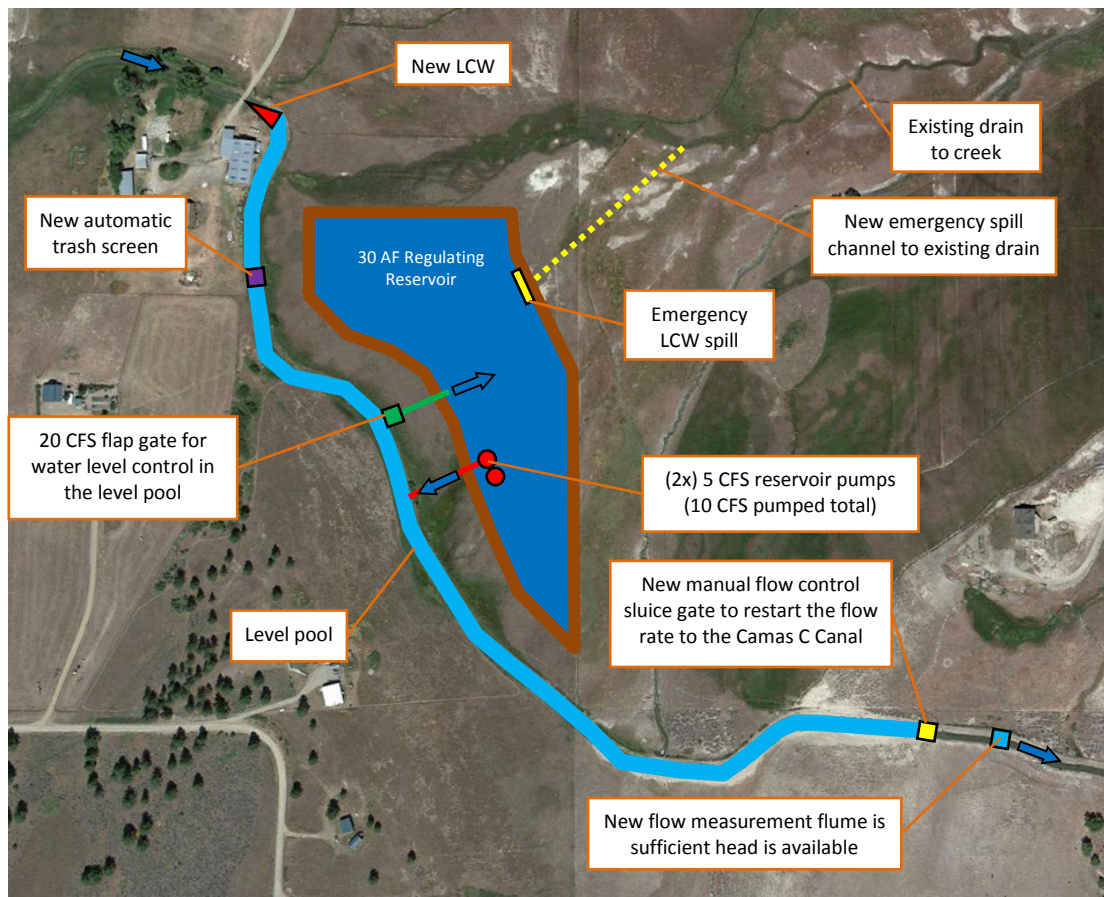 New LCW
Existing drain
to creek
New automatic
trash screen
New emergency spill
channel to existing drain
30 AF Regulating
Reservoir
Emergency
LCW spill
20 CFS flap gate for
water level control in
the level pool
(2x) 5 CFS reservoir pumps
(10 CFS pumped total)
New manual flow control
sluice gate to restart the flow
rate to the Camas C Canal
Level pool
New flow measurement flume is
sufficient head is available